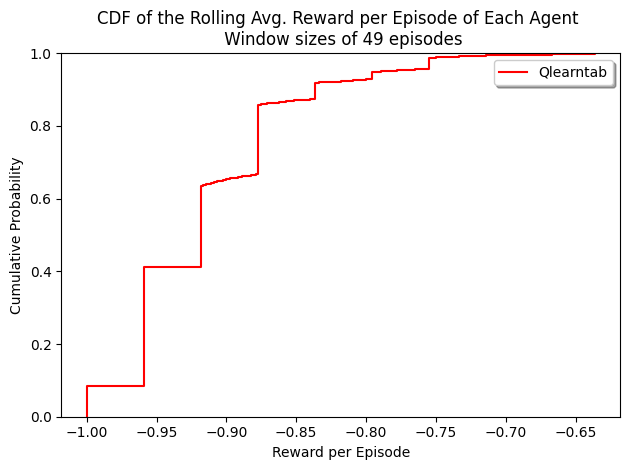 CDF of the Rolling Avg. Reward per Episode of Each Agent
Window sizes of 49 episodes
Qlearntab
Cumulative Probability
1.0
0.8
0.6
0.4
0.2
0.0
−1.00 −0.95 −0.90 −0.85 −0.80 −0.75 −0.70 −0.65
Reward per Episode